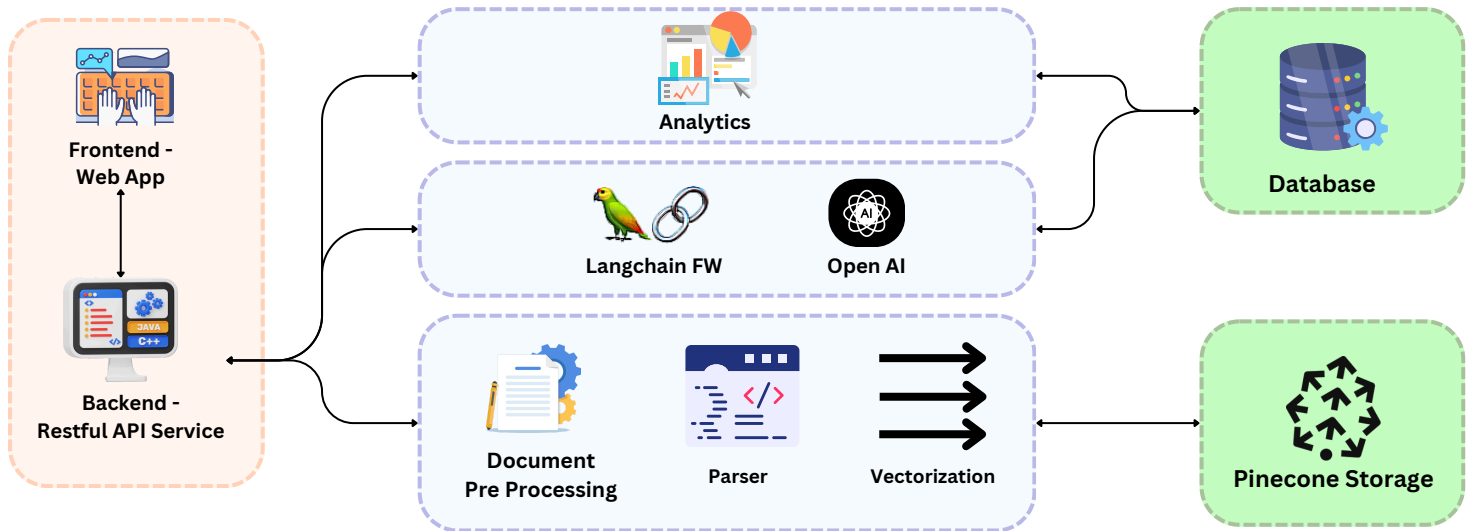 Frontend -
Web App
JAVA
C++
Backend -
Restful API Service
Analytics
Langchain FW
AI
Open AI
Document
Pre Processing
Parser
Vectorization
Database
Pinecone Storage